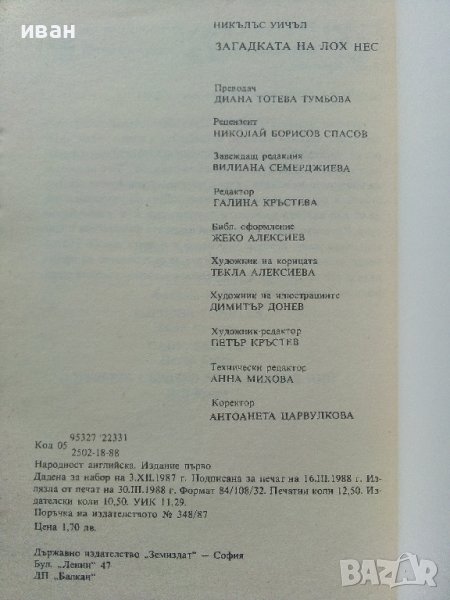 иван
НИКЪЛЪС УИЧЪЛ
ЗАГАДКАТА НА ЛОХ НЕС
Преводач
ДИАНА ТОТЕВА ТУМБОВА
Рецензент
НИКОЛАЙ БОРИСОВ СПАСОВ
Завеждащ редакция
ВИЛИАНА СЕМЕРДЖИЕВА
Редактор
ГАЛИНА КРЪСТЕВА
Библ. оформление
ЖЕКО АЛЕКСИЕВ
Художник на корицата
ТЕКЛА АЛЕКСИЕВА
Художник на илюстрациите
ДИМИТЪР ДОНЕВ
Художник-редактор
ПЕТЪР КРЪСТЕВ
Технически редактор
АННА МИХОВА
Коректор
АНТОАНЕТА ЦАРВУЛКОВА
95327 22331
Код 05
2502-18-88
Народност английска. Издание първо
Дадена за набор на 3.XII.1987 г. Подписана за печат на 16.III.1988 г. Из-
лязла от печат на 30.III.1988 г. Формат 84/108/32. Печатни коли 12,50. Из-
дателски коли 10,50. УИК 11.29.
Поръчка на издателството № 348/87
Цена 1,70 лв.
Държавно издателство „Земиздат" — София
Бул. „Ленин" 47
ДП „Балкан"
BAZAR